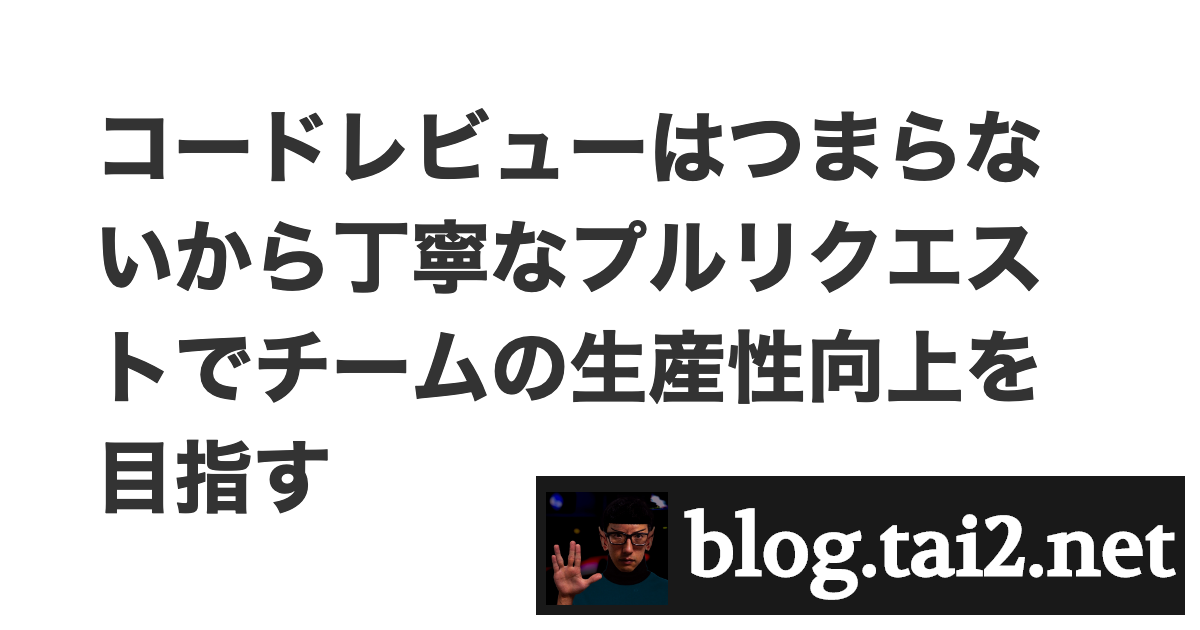 コードレビューはつまらな
いから丁寧なプルリクエス
トでチームの生産性向上を
目指す
blog.tai2.net